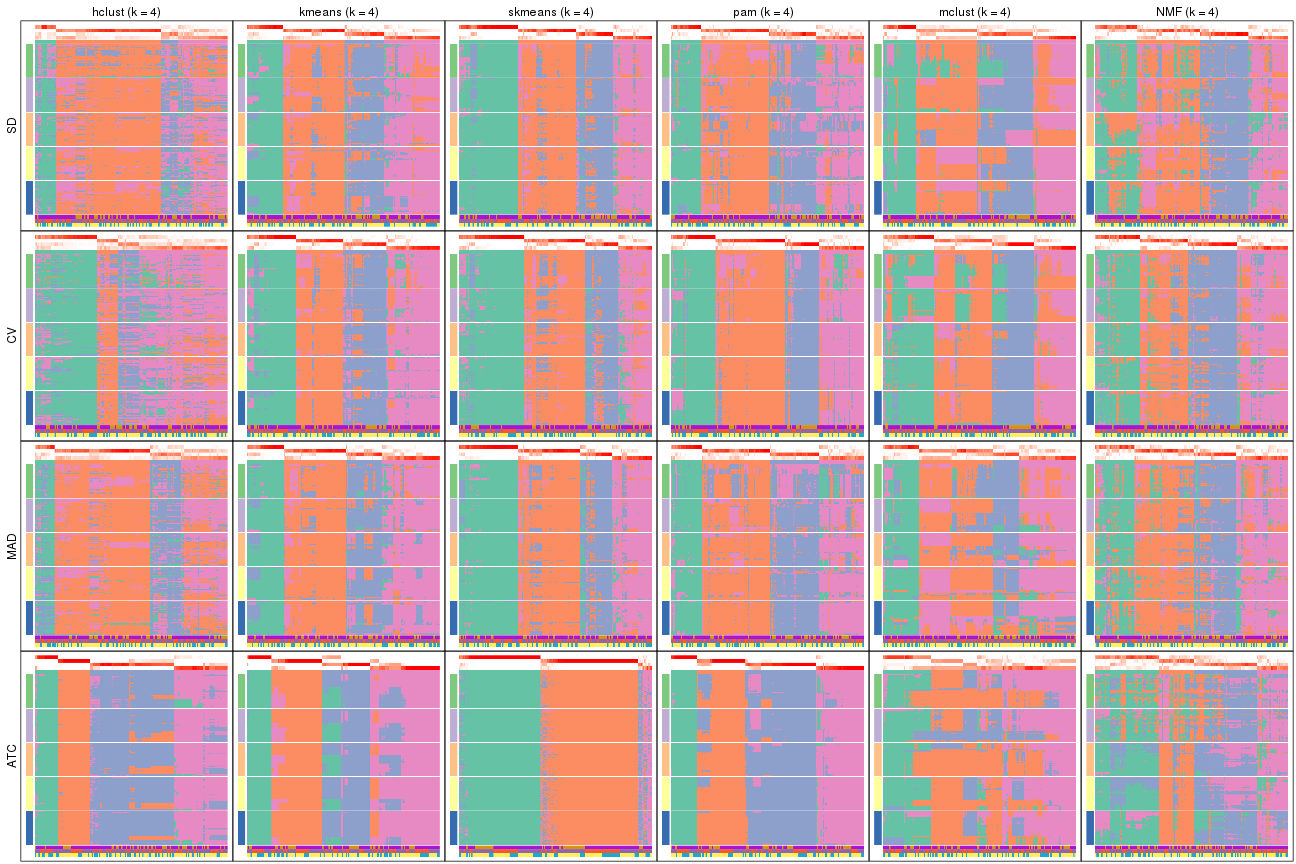 hclust (k = 4) kmeans (k = 4) skmeans (k = 4) pam (k = 4) mclust (k = 4) NMF (k = 4)
SD
CV
MAD
ATC